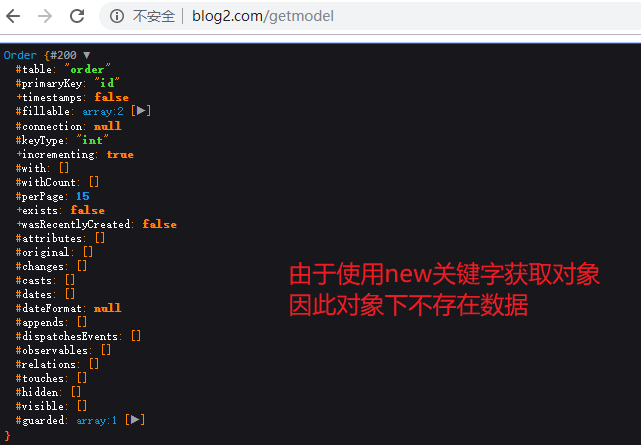 不安全 | blog2.com/getmodel
Order {#200 ▼
#table: "order"
#primaryKey: "id"
+timestamps: false
#fillable: array:2 [▶]
#connection: null
#keyType: "int"
+incrementing: true
#with: []
#withCount: []
#perPage: 15
+exists: false
+wasRecentlyCreated: false
#attributes: []
#original: []
#changes: []
#casts: []
#dates: []
#dateFormat: null
#appends: []
#dispatchesEvents: []
#observables: []
#relations: []
#touches: []
#hidden: []
#visible: []
#guarded: array:1 [▶]
}
由于使用new关键字获取对象
因此对象下不存在数据